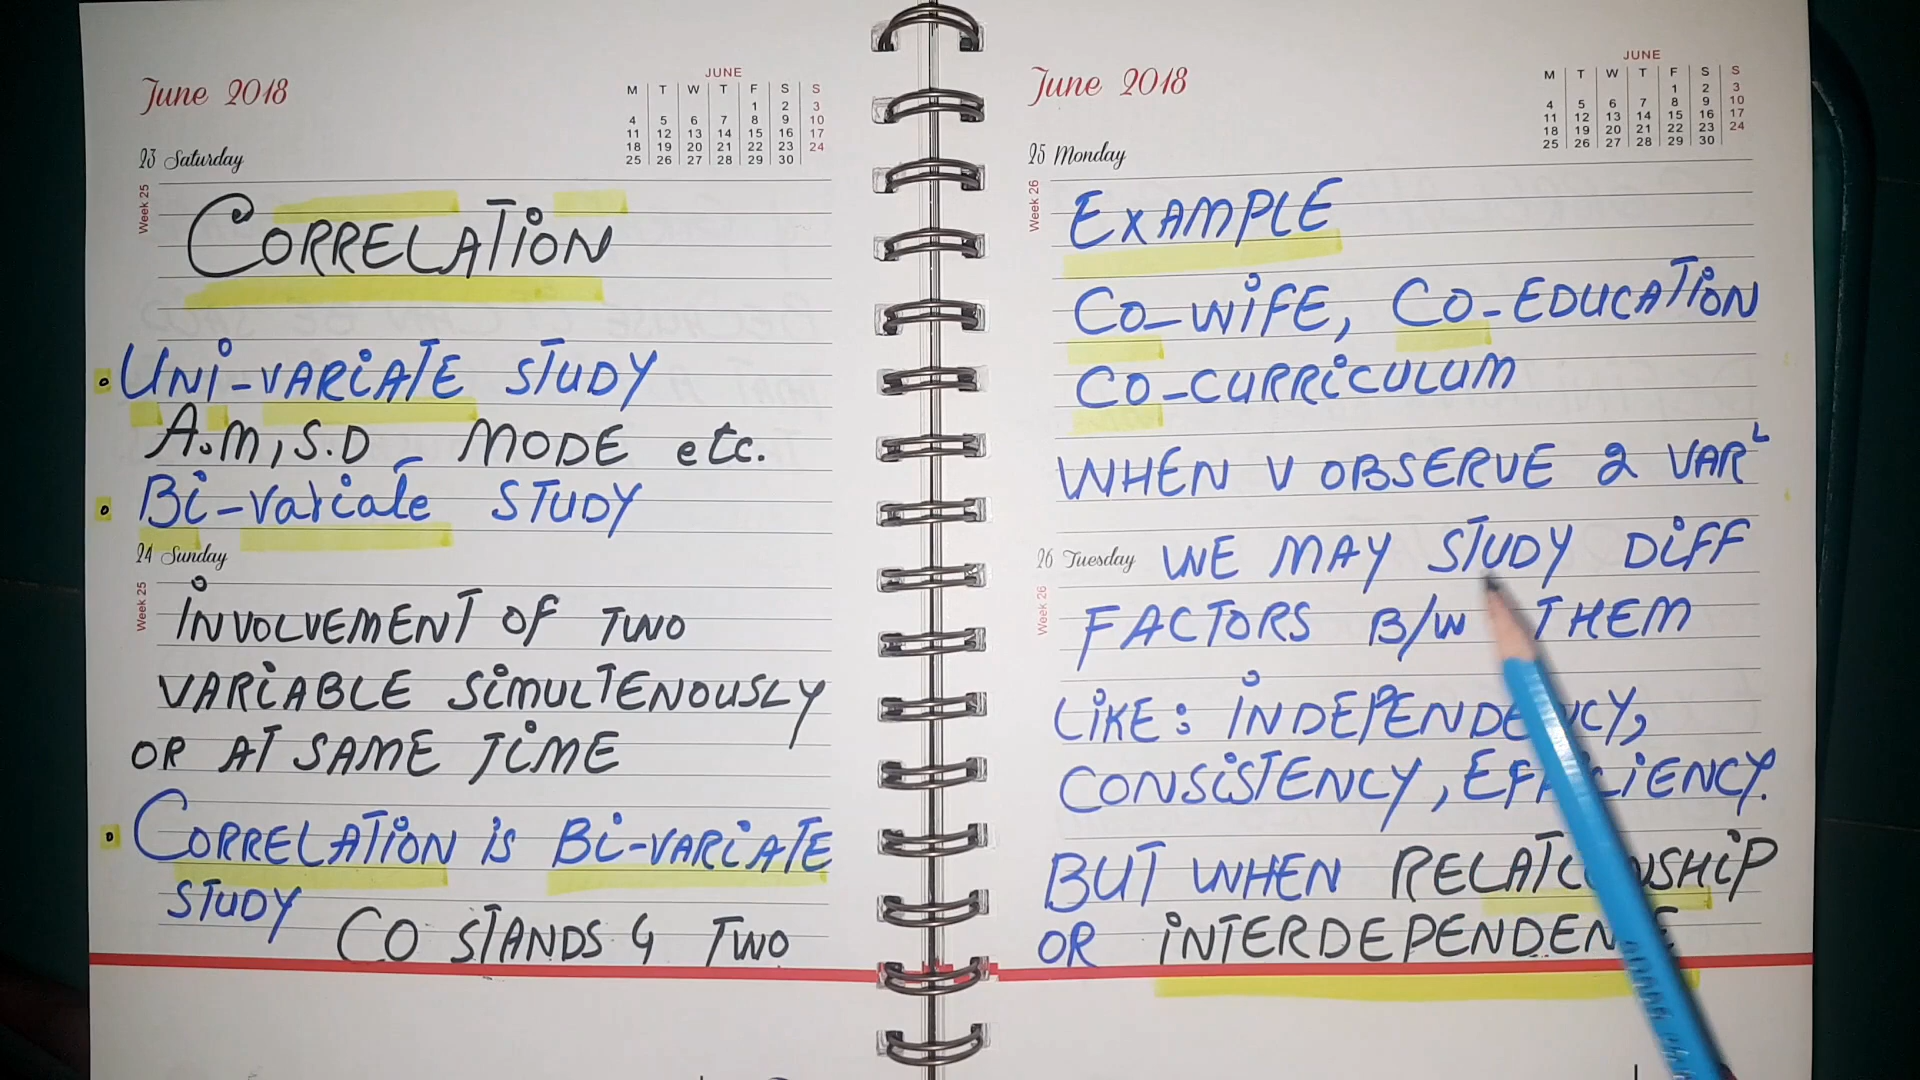 June 2018
JUNE
M T W T F S S
1 2 3
4 5 6 7 8 9 10
11 12 13 14 15 16 17
18 19 20 21 22 23 24
25 26 27 28 29 30
23 Saturday
Week 25
CORRELATION
UNI-VARIATE STUDY
A.M, S.D - MODE etc.
Bi-variate STUDY
24 Sunday
Week 25
INVOLVEMENT OF TWO
VARIABLE SIMULTENOUSLY
OR AT SAME TIME
CORRELATION IS BI-VARIATE
STUDY
CO STANDS 4 TWO
June 2018
JUNE
M T W T F S S
1 2 3
4 5 6 7 8 9 10
11 12 13 14 15 16 17
18 19 20 21 22 23 24
25 26 27 28 29 30
25 Monday
Week 26
EXAMPLE
CO-WIFE, CO-EDUCATION
CO-CURRICULUM
WHEN V OBSERVE 2 VAR^L
26 Tuesday
WE MAY STUDY DIFF
Week 26
FACTORS B/W THEM
LIKE: INDEPENDENCY,
CONSISTENCY, EFFICIENCY.
BUT WHEN RELATIONSHIP
OR INTERDEPENDENCE